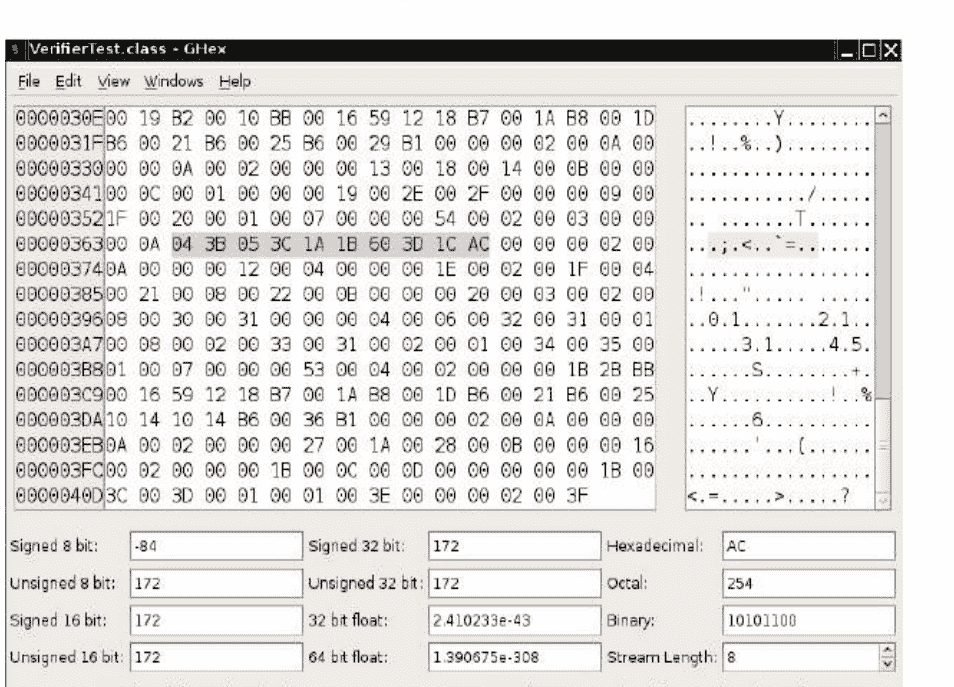 VerifierTest.class - GHex
File Edit View Windows Help
0000030E 00 19 B2 00 10 BB 00 16 59 12 18 B7 00 1A B8 00 1D ........Y........
0000031F B6 00 21 B6 00 25 B6 00 29 B1 00 00 00 02 00 0A 00 ..!..%..)........
00000330 00 00 0A 00 02 00 00 00 13 00 18 00 14 00 0B 00 00 .................
00000341 00 0C 00 01 00 00 00 19 00 2E 00 2F 00 00 00 09 00 .........../.....
00000352 1F 00 20 00 01 00 07 00 00 00 54 00 02 00 03 00 00 .. .......T......
00000363 00 0A 04 3B 05 3C 1A 1B 60 3D 1C AC 00 00 00 02 00 ...;.<..`=.......
00000374 0A 00 00 00 12 00 04 00 00 00 1E 00 02 00 1F 00 04 .................
00000385 00 21 00 08 00 22 00 0B 00 00 00 20 00 03 00 02 00 .!..."..... .....
00000396 08 00 30 00 31 00 00 00 04 00 06 00 32 00 31 00 01 ..0.1.......2.1..
000003A7 00 08 00 02 00 33 00 31 00 02 00 01 00 34 00 35 00 .....3.1.....4.5.
000003B8 01 00 07 00 00 00 53 00 04 00 02 00 00 00 1B 2B BB ......S........+.
000003C9 00 16 59 12 18 B7 00 1A B8 00 1D B6 00 21 B6 00 25 ..Y..........!..%
000003DA 10 14 10 14 B6 00 36 B1 00 00 00 02 00 0A 00 00 00 ......6..........
000003EB 0A 00 02 00 00 00 27 00 1A 00 28 00 0B 00 00 00 16 ......'...(......
000003FC 00 02 00 00 00 1B 00 0C 00 0D 00 00 00 00 00 1B 00 .................
0000040D 3C 00 3D 00 01 00 01 00 3E 00 00 00 02 00 3F <.=.....>.....?
Signed 8 bit: -84 Signed 32 bit: 172 Hexadecimal: AC
Unsigned 8 bit: 172 Unsigned 32 bit: 172 Octal: 254
Signed 16 bit: 172 32 bit float: 2.410233e-43 Binary: 10101100
Unsigned 16 bit: 172 64 bit float: 1.390675e-308 Stream Length: 8